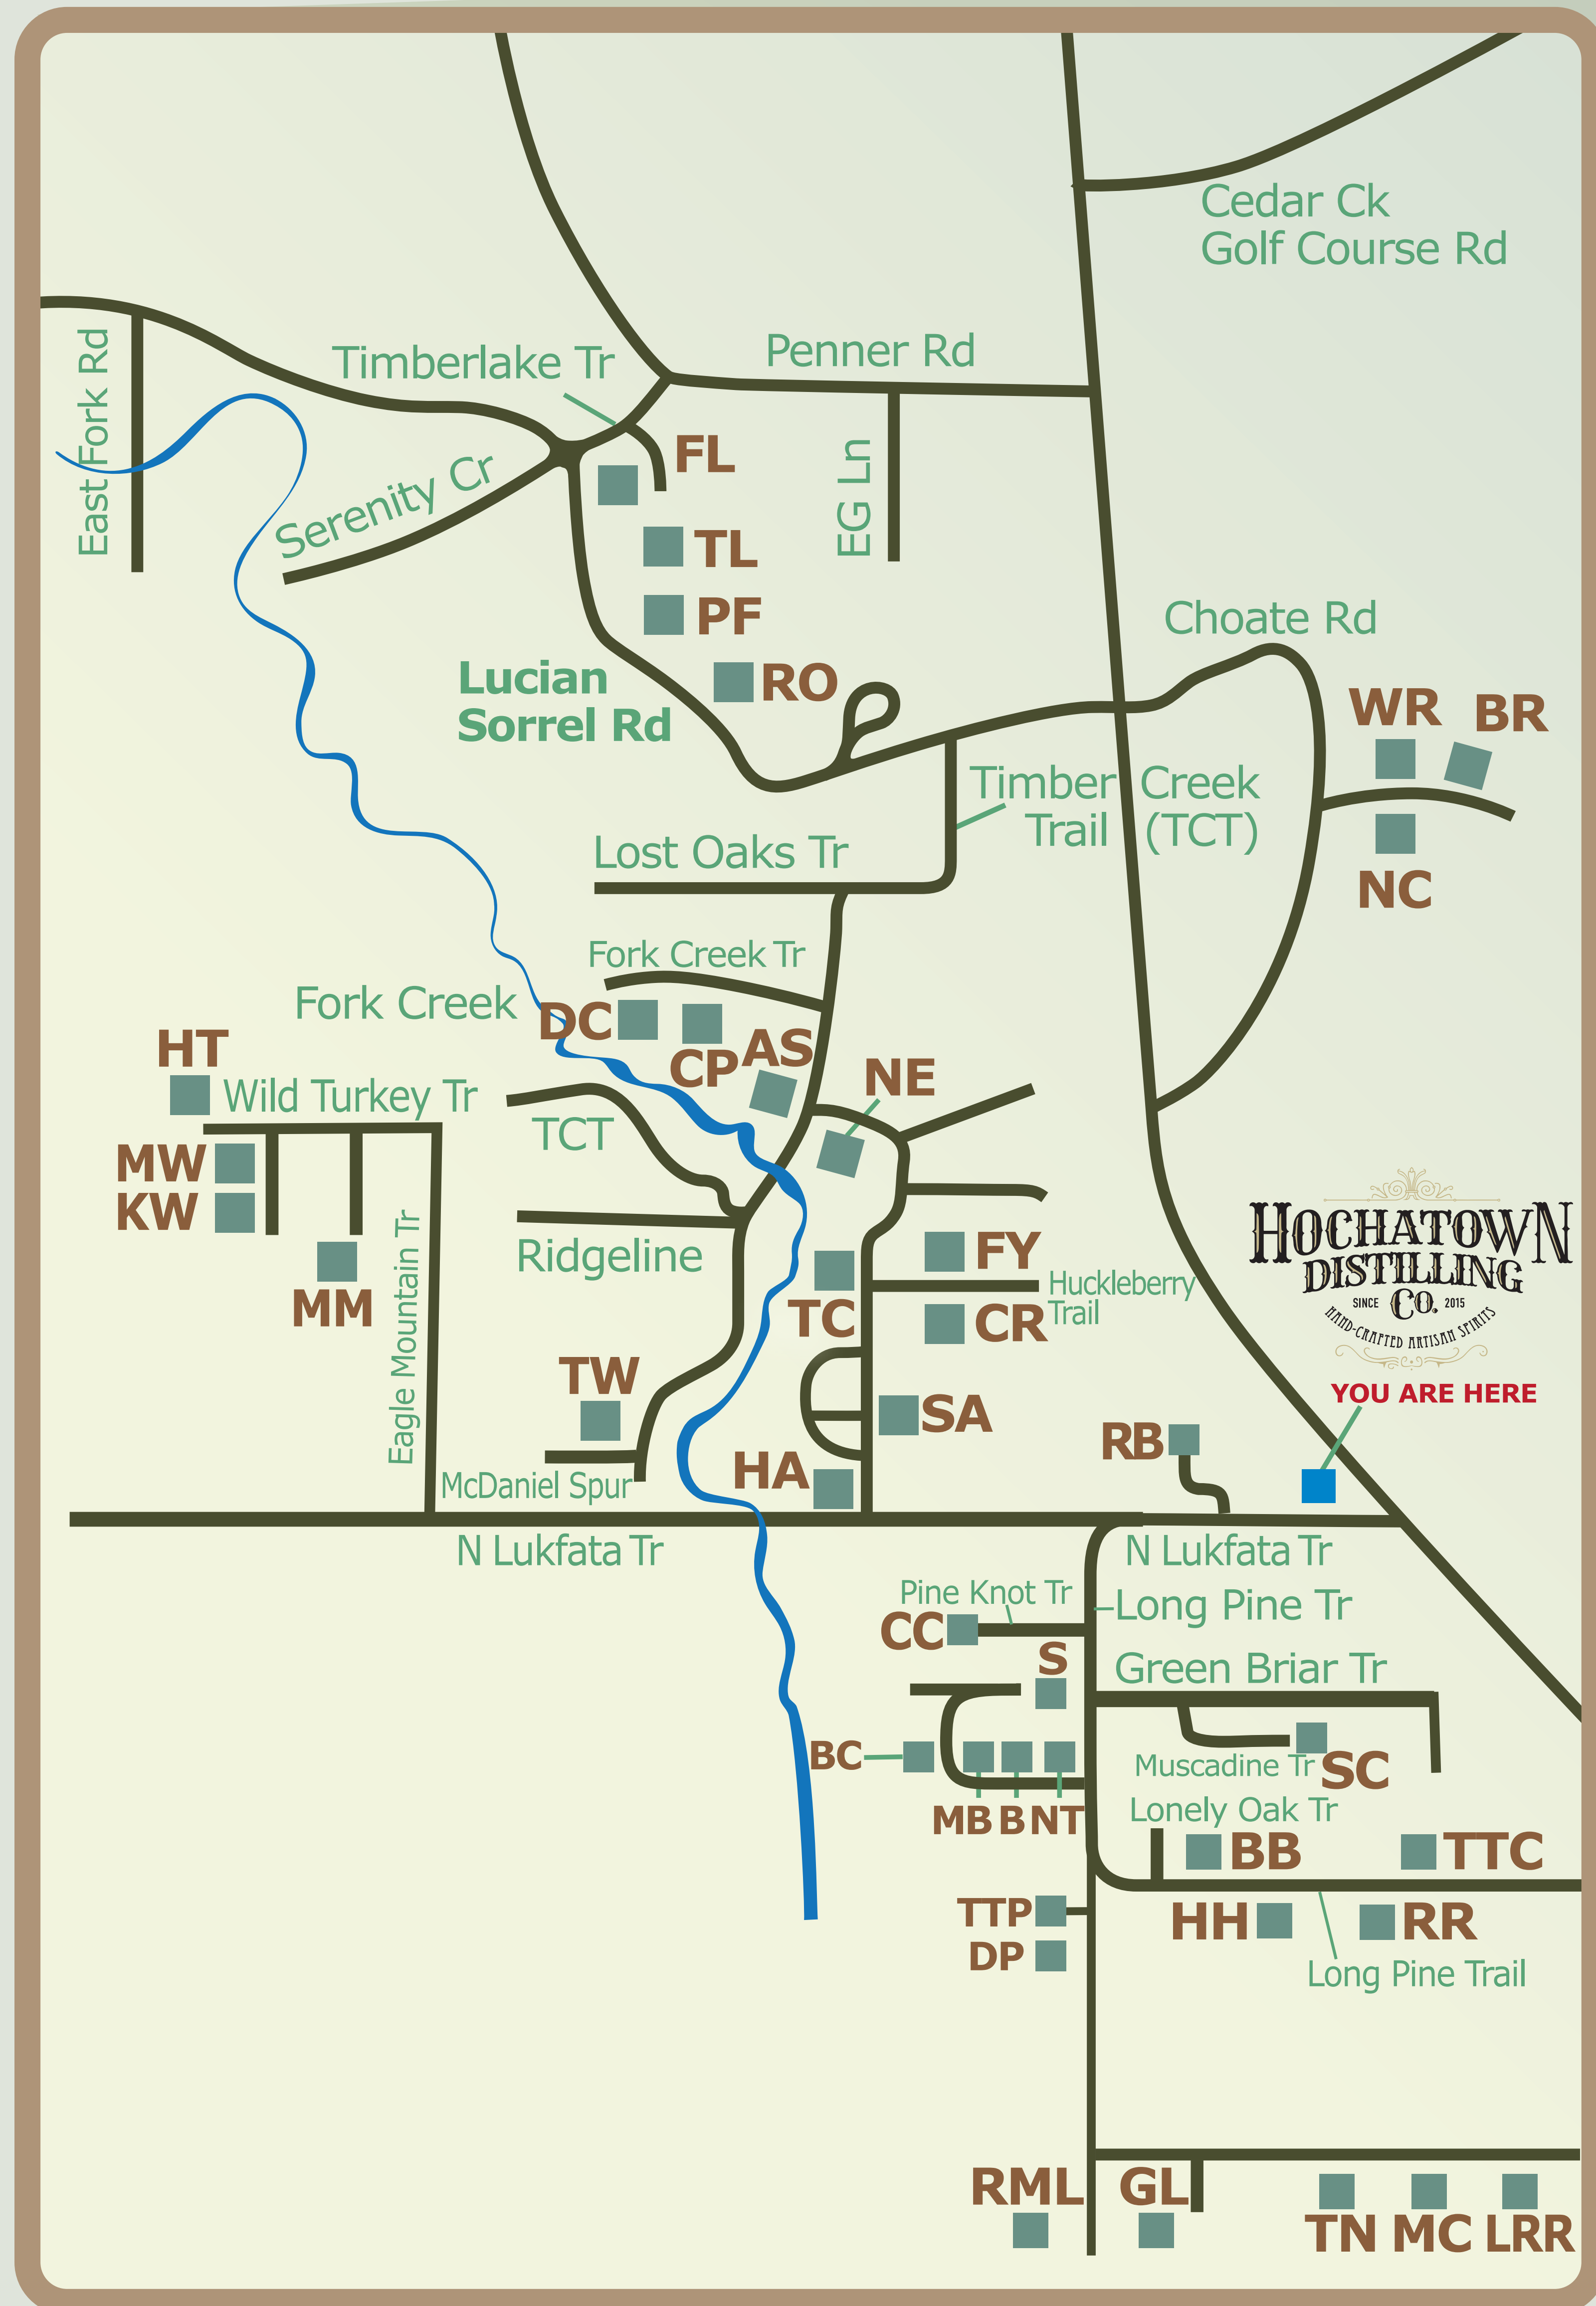 Cedar Ck
Golf Course Rd
East Fork Rd
Timberlake Tr
Penner Rd
Serenity Cr
FL
EG Ln
TL
PF
RO
Lucian
Sorrel Rd
Choate Rd
WR
BR
NC
Timber Creek
Trail (TCT)
Lost Oaks Tr
Fork Creek Tr
Fork Creek
DC
CP
AS
NE
HT
Wild Turkey Tr
TCT
MW
KW
MM
Eagle Mountain Tr
Ridgeline
FY
Huckleberry
Trail
TC
CR
HOCHATOWN
DISTILLING
SINCE CO. 2015
HAND-CRAFTED ARTISAN SPIRITS
YOU ARE HERE
TW
SA
RB
HA
McDaniel Spur
N Lukfata Tr
N Lukfata Tr
Pine Knot Tr
Long Pine Tr
CC
S
Green Briar Tr
BC
Muscadine Tr
SC
MB
B
NT
Lonely Oak Tr
BB
TTC
TTP
HH
RR
DP
Long Pine Trail
RML
GL
TN
MC
LRR